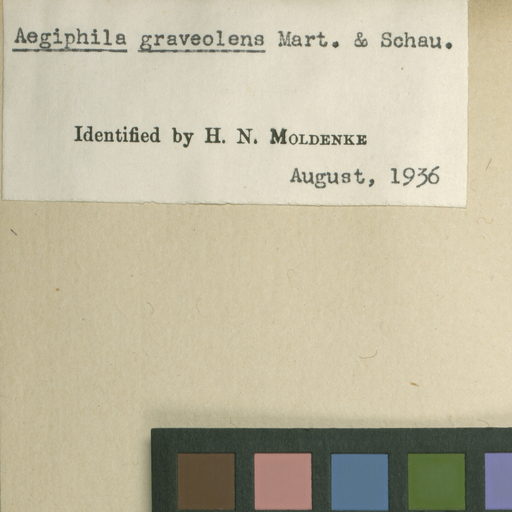 Aegiphila graveolens Mart. & Schau.
Identified by H. N. MOLDENKE
August, 1936